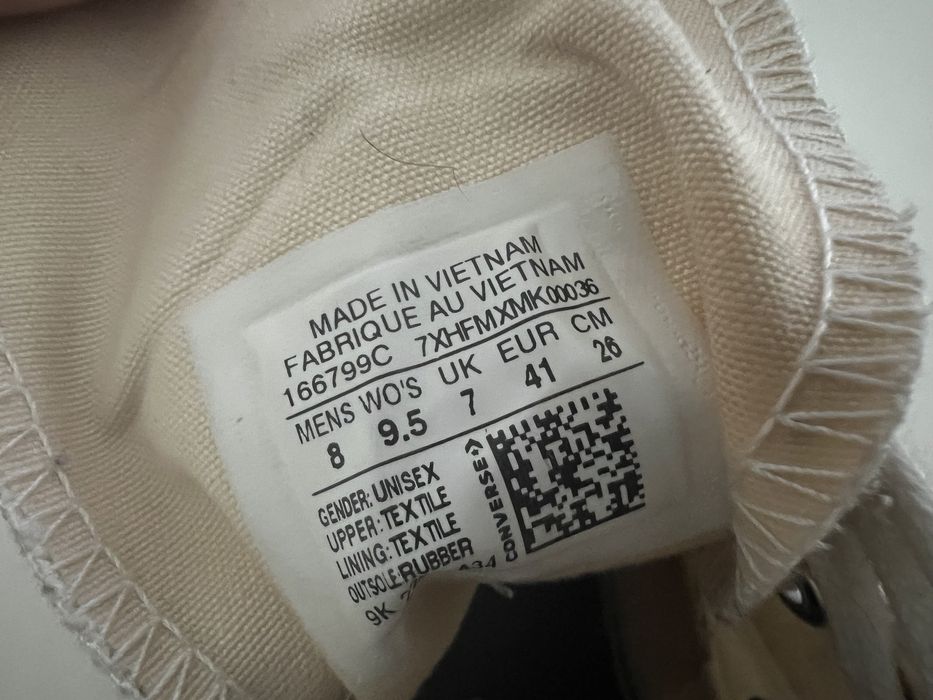 MADE IN VIETNAM
FABRIQUE AU VIETNAM
166799C 7XHFMXMK00036
MENS WO'S UK EUR CM
8 9.5 7 41 26
GENDER: UNISEX
UPPER: TEXTILE
LINING: TEXTILE
OUTSOLE RUBBER
9K
CONVERSE